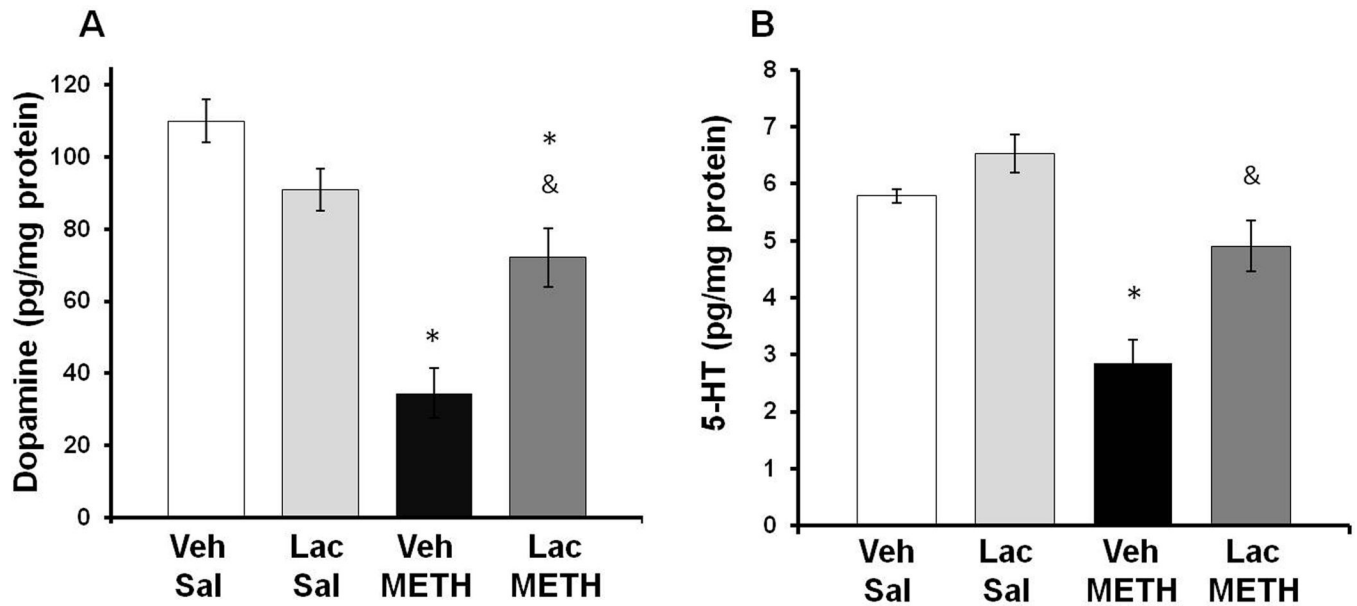 A
Dopamine (pg/mg protein)
120
100
80
60
40
20
0
*
*
&
Veh Lac Veh Lac
Sal Sal METH METH
B
5-HT (pg/mg protein)
8
7
6
5
4
3
2
1
0
*
&
Veh Lac Veh Lac
Sal Sal METH METH